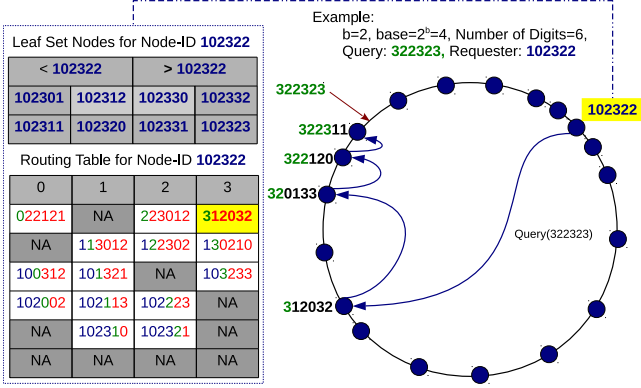 Example:
b=2, base=2^b=4, Number of Digits=6,
Query: 322323, Requester: 102322
Leaf Set Nodes for Node-ID 102322
< 102322 > 102322
102301 102312 102330 102332
102311 102320 102331 102323
Routing Table for Node-ID 102322
0 1 2 3
022121 NA 223012 312032
NA 113012 122302 130210
100312 101321 NA 103233
102002 102113 102223 NA
NA 102310 102321 NA
NA NA NA NA
322323
102322
322311
322120
320133
Query(322323)
312032